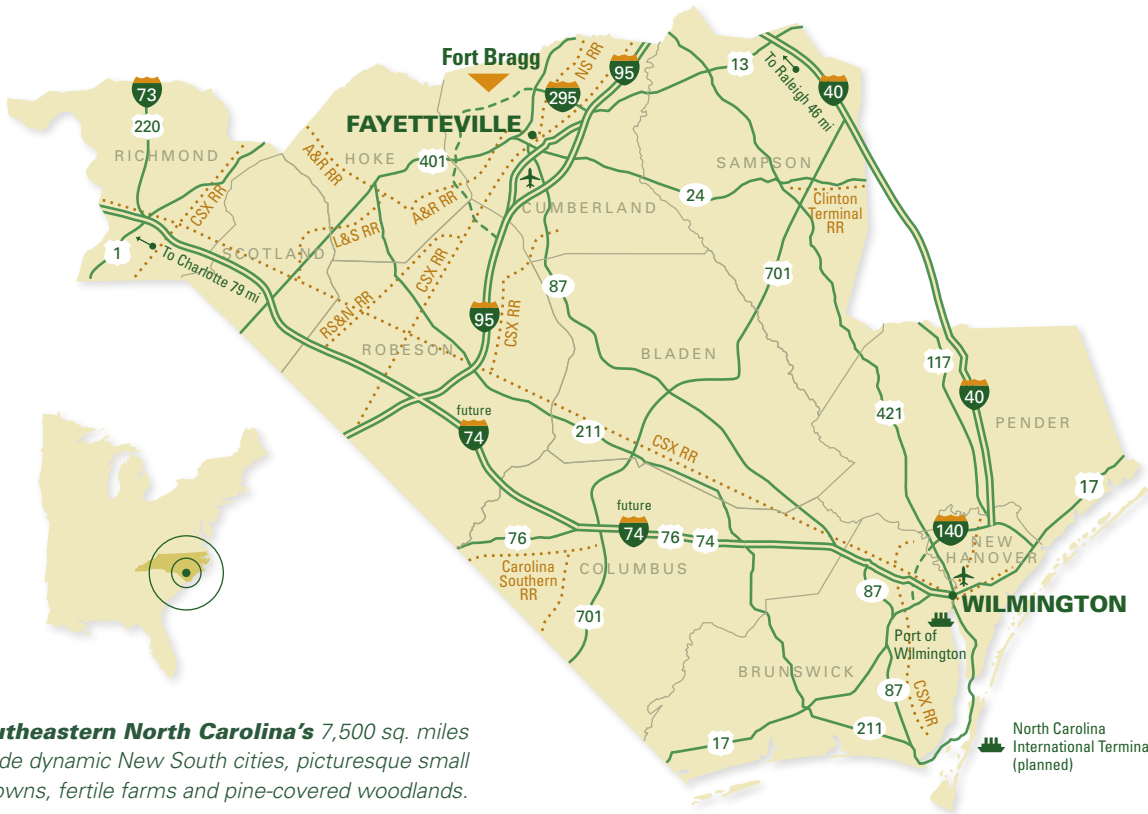 Fort Bragg
NS RR
95
13
To Raleigh 46 mi
40
73
295
220
FAYETTEVILLE
RICHMOND
A&R RR
HOKE
401
SAMPSON
CSX RR
A&R RR
24
Clinton
Terminal
RR
CUMBERLAND
L&S RR
1
To Charlotte 79 mi
SCOTLAND
CSX RR
701
87
RS&N RR
95
CSX RR
ROBESON
BLADEN
117
40
421
PENDER
future
74
211
CSX RR
17
future
74
76
74
76
140
NEW
HANOVER
Carolina
Southern
RR
COLUMBUS
87
WILMINGTON
701
Port of
Wilmington
BRUNSWICK
87
CSX RR
211
17
North Carolina
International Termina
(planned)
utheastern North Carolina's 7,500 sq. miles
de dynamic New South cities, picturesque small
owns, fertile farms and pine-covered woodlands.